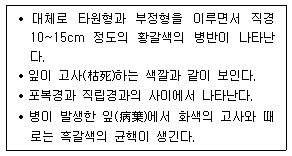 • 대체로 타원형과 부정형을 이루면서 직경
10~15cm 정도의 황갈색의 병반이 나타난
다.
• 잎이 고사(枯死)하는 색깔과 같이 보인다.
• 포복경과 직립경과의 사이에서 나타난다.
• 병이 발생한 잎(病葉)에서 화색의 고사와 때
로는 흑갈색의 균핵이 생긴다.